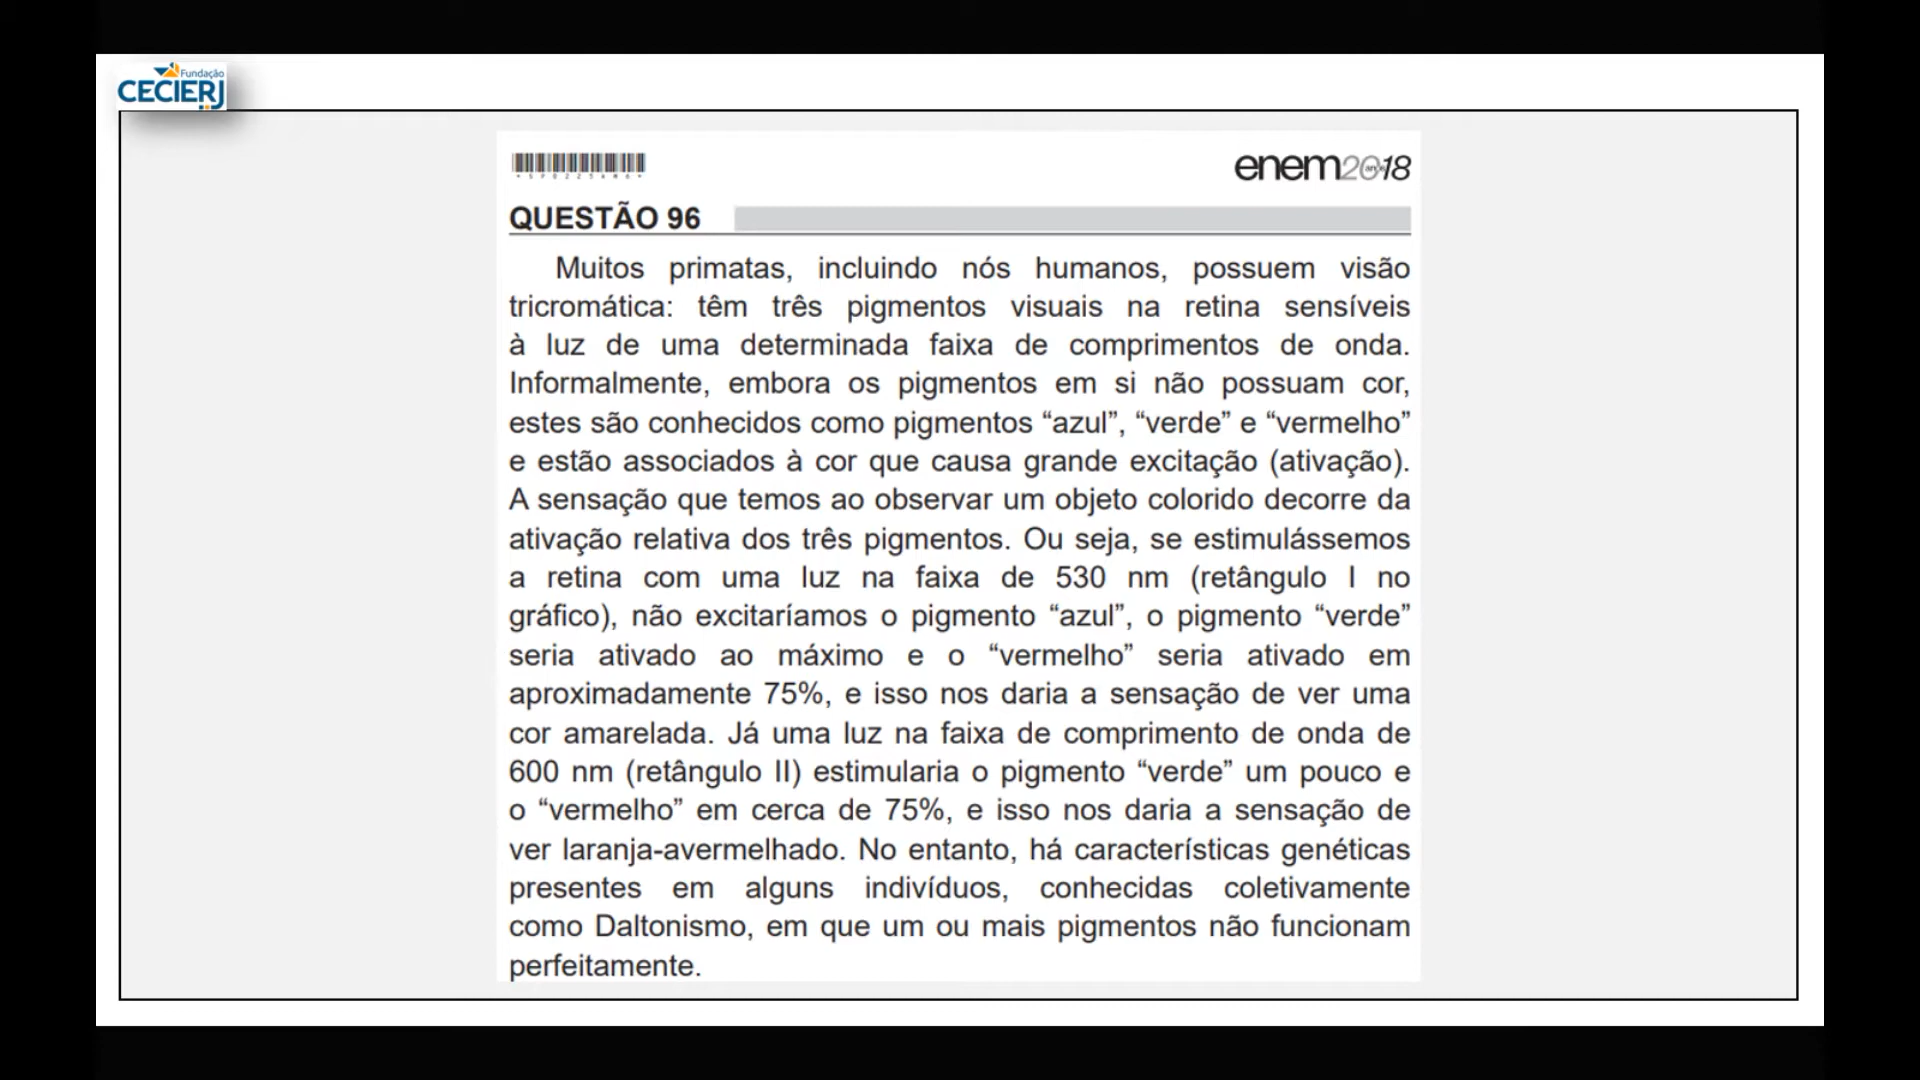 Fundação
CECIERJ
enem2018
QUESTÃO 96
Muitos primatas, incluindo nós humanos, possuem visão
tricromática: têm três pigmentos visuais na retina sensíveis
à luz de uma determinada faixa de comprimentos de onda.
Informalmente, embora os pigmentos em si não possuam cor,
estes são conhecidos como pigmentos “azul”, “verde” e “vermelho”
e estão associados à cor que causa grande excitação (ativação).
A sensação que temos ao observar um objeto colorido decorre da
ativação relativa dos três pigmentos. Ou seja, se estimulássemos
a retina com uma luz na faixa de 530 nm (retângulo I no
gráfico), não excitaríamos o pigmento “azul”, o pigmento “verde”
seria ativado ao máximo e o “vermelho” seria ativado em
aproximadamente 75%, e isso nos daria a sensação de ver uma
cor amarelada. Já uma luz na faixa de comprimento de onda de
600 nm (retângulo II) estimularia o pigmento “verde” um pouco e
o “vermelho” em cerca de 75%, e isso nos daria a sensação de
ver laranja-avermelhado. No entanto, há características genéticas
presentes em alguns indivíduos, conhecidas coletivamente
como Daltonismo, em que um ou mais pigmentos não funcionam
perfeitamente.